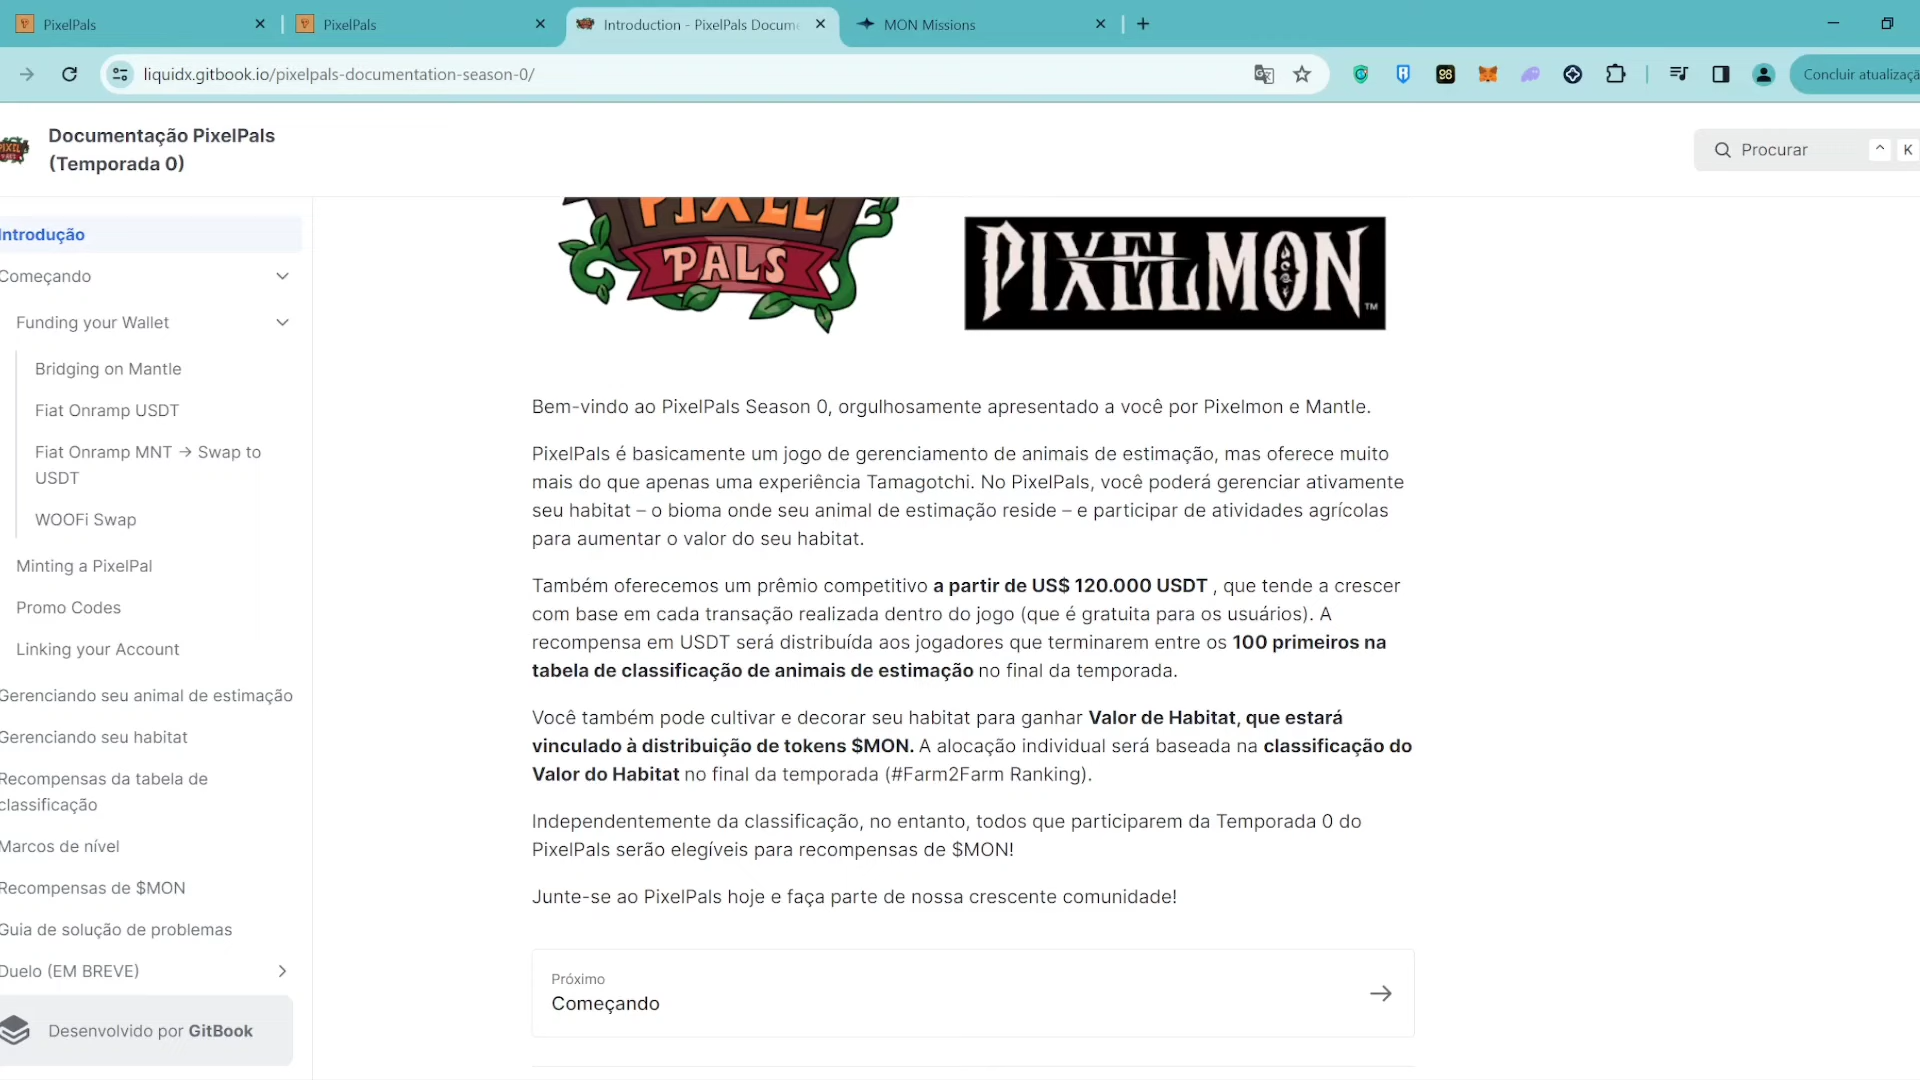 PixelPals
PixelPals
Introduction - PixelPals Docum
MON Missions
liquidx.gitbook.io/pixelpals-documentation-season-0/
98
Concluir atualizaçã
Documentação PixelPals
(Temporada 0)
Procurar
^ K
Introdução
Começando
Funding your Wallet
Bridging on Mantle
Fiat Onramp USDT
Fiat Onramp MNT → Swap to
USDT
WOOFi Swap
Minting a PixelPal
Promo Codes
Linking your Account
Gerenciando seu animal de estimação
Gerenciando seu habitat
Recompensas da tabela de
classificação
Marcos de nível
Recompensas de $MON
Guia de solução de problemas
Duelo (EM BREVE)
Desenvolvido por GitBook
PIXEL
PALS
PIXELMON™
Bem-vindo ao PixelPals Season 0, orgulhosamente apresentado a você por Pixelmon e Mantle.
PixelPals é basicamente um jogo de gerenciamento de animais de estimação, mas oferece muito
mais do que apenas uma experiência Tamagotchi. No PixelPals, você poderá gerenciar ativamente
seu habitat – o bioma onde seu animal de estimação reside – e participar de atividades agrícolas
para aumentar o valor do seu habitat.
Também oferecemos um prêmio competitivo a partir de US$ 120.000 USDT , que tende a crescer
com base em cada transação realizada dentro do jogo (que é gratuita para os usuários). A
recompensa em USDT será distribuída aos jogadores que terminarem entre os 100 primeiros na
tabela de classificação de animais de estimação no final da temporada.
Você também pode cultivar e decorar seu habitat para ganhar Valor de Habitat, que estará
vinculado à distribuição de tokens $MON. A alocação individual será baseada na classificação do
Valor do Habitat no final da temporada (#Farm2Farm Ranking).
Independentemente da classificação, no entanto, todos que participarem da Temporada 0 do
PixelPals serão elegíveis para recompensas de $MON!
Junte-se ao PixelPals hoje e faça parte de nossa crescente comunidade!
Próximo
Começando